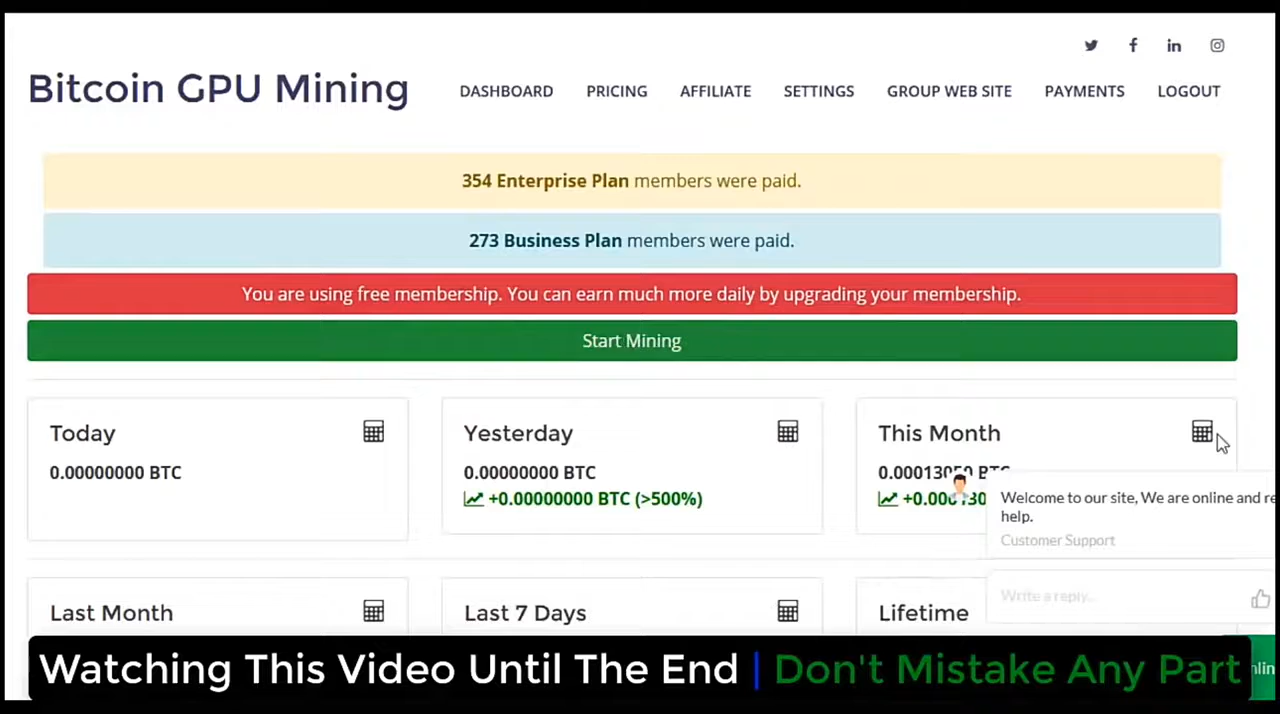 Bitcoin GPU Mining
DASHBOARD PRICING AFFILIATE SETTINGS GROUP WEB SITE PAYMENTS LOGOUT
354 Enterprise Plan members were paid.
273 Business Plan members were paid.
You are using free membership. You can earn much more daily by upgrading your membership.
Start Mining
Today
0.00000000 BTC
Yesterday
0.00000000 BTC
+0.00000000 BTC (>500%)
This Month
BTC
Welcome to our site, We are online and
help.
Customer Support
Write a reply...
Last Month
Last 7 Days
Lifetime
Watching This Video Until The End | Don't Mistake Any Part